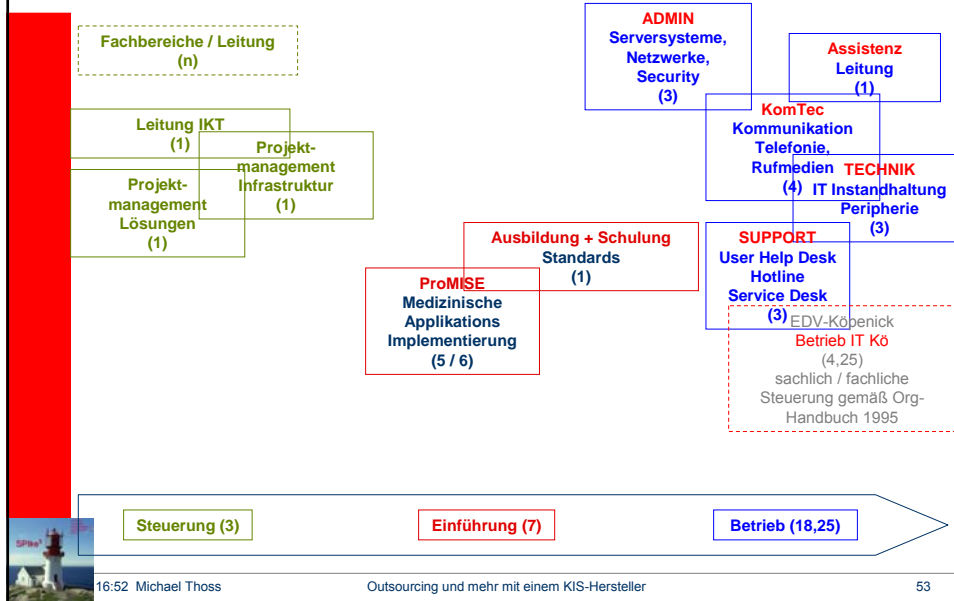 Fachbereiche / Leitung
(n)
Leitung IKT
(1)
Projekt-
management
Infrastruktur
(1)
Projekt-
management
Lösungen
(1)
Ausbildung + Schulung
Standards
(1)
ProMISE
Medizinische
Applikations
Implementierung
(5 / 6)
ADMIN
Serversysteme,
Netzwerke,
Security
(3)
Assistenz
Leitung
(1)
KomTec
Kommunikation
Telefonie,
Rufmedien
(4)
TECHNIK
IT Instandhaltung
Peripherie
(3)
SUPPORT
User Help Desk
Hotline
Service Desk
(3)
EDV-Köpenick
Betrieb IT Kö
(4,25)
sachlich / fachliche
Steuerung gemäß Org-
Handbuch 1995
Steuerung (3)
Einführung (7)
Betrieb (18,25)
16:52 Michael Thoss
Outsourcing und mehr mit einem KIS-Hersteller
53